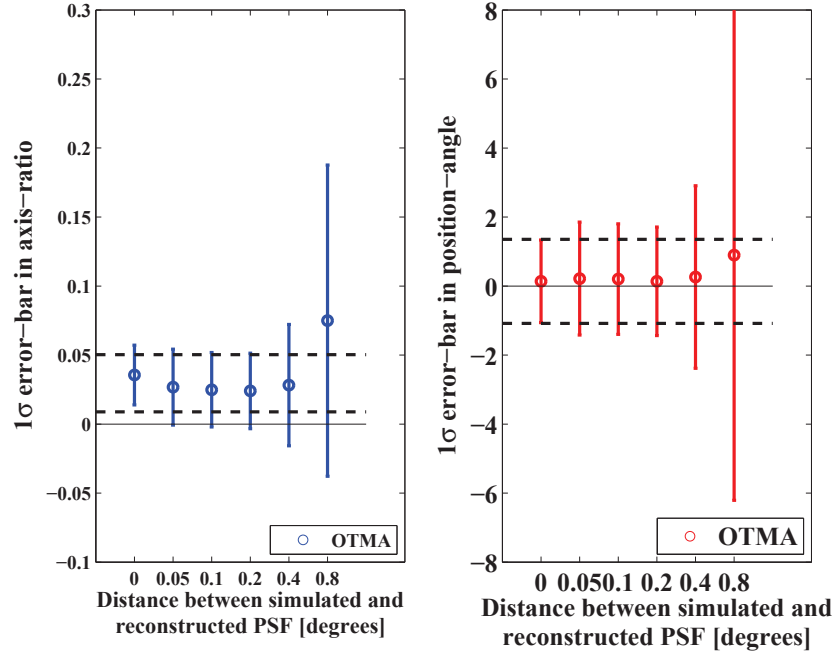 0.3
0.25
0.2
0.15
0.1
0.05
0
−0.05
−0.1
1σ error−bar in axis−ratio
OTMA
0 0.05 0.1 0.2 0.4 0.8
Distance between simulated and
reconstructed PSF [degrees]
8
6
4
2
0
−2
−4
−6
−8
1σ error−bar in position−angle
OTMA
0 0.05 0.1 0.2 0.4 0.8
Distance between simulated and
reconstructed PSF [degrees]